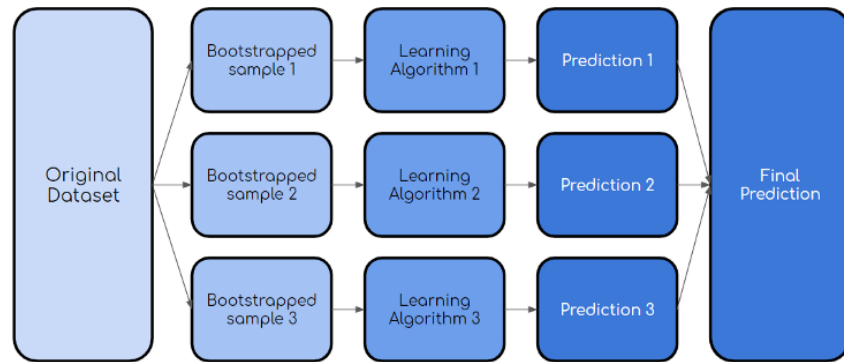 Original
Dataset
Bootstrapped
sample 1
Learning
Algorithm 1
Prediction 1
Bootstrapped
sample 2
Learning
Algorithm 2
Prediction 2
Bootstrapped
sample 3
Learning
Algorithm 3
Prediction 3
Final
Prediction